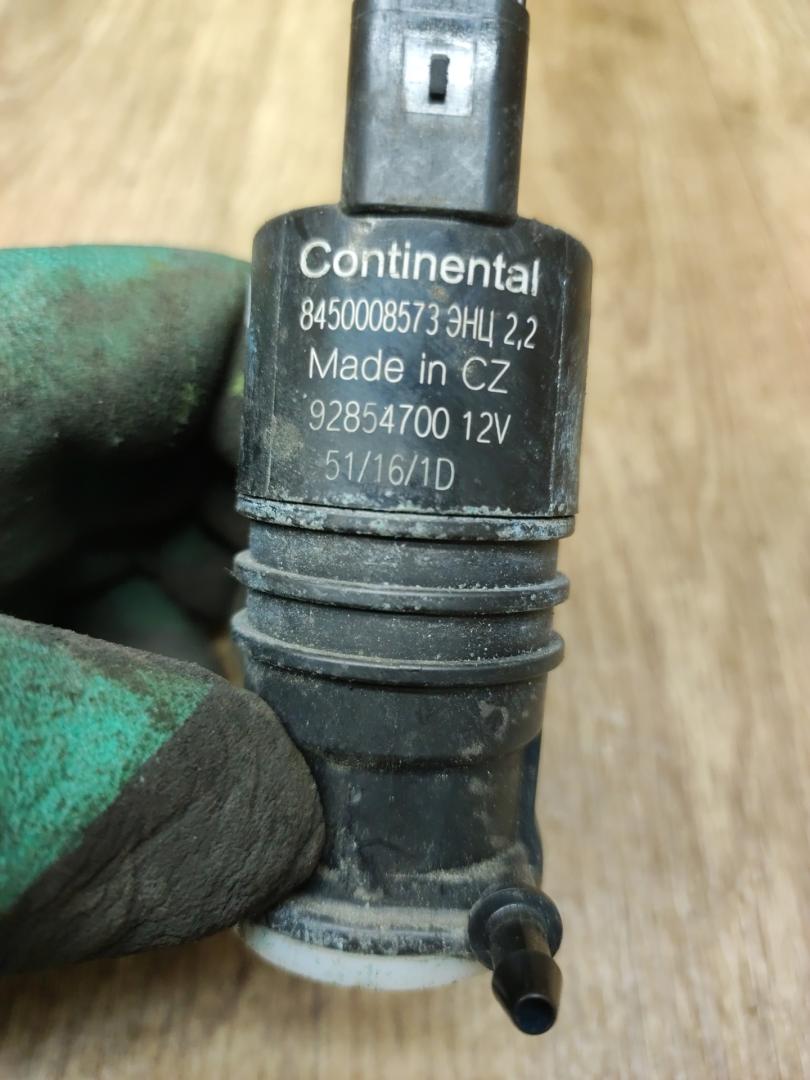 Continental
8450008573 ЭНЦ 2,2
Made in CZ
92854700 12V
51/16/1D